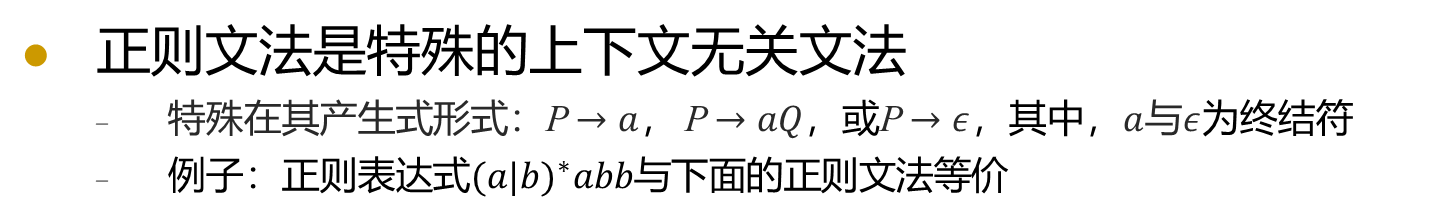 ● 正则文法是特殊的上下文无关文法
– 特殊在其产生式形式：P → a， P → aQ，或P → ϵ，其中，a与ϵ为终结符
– 例子：正则表达式(a|b)*abb与下面的正则文法等价